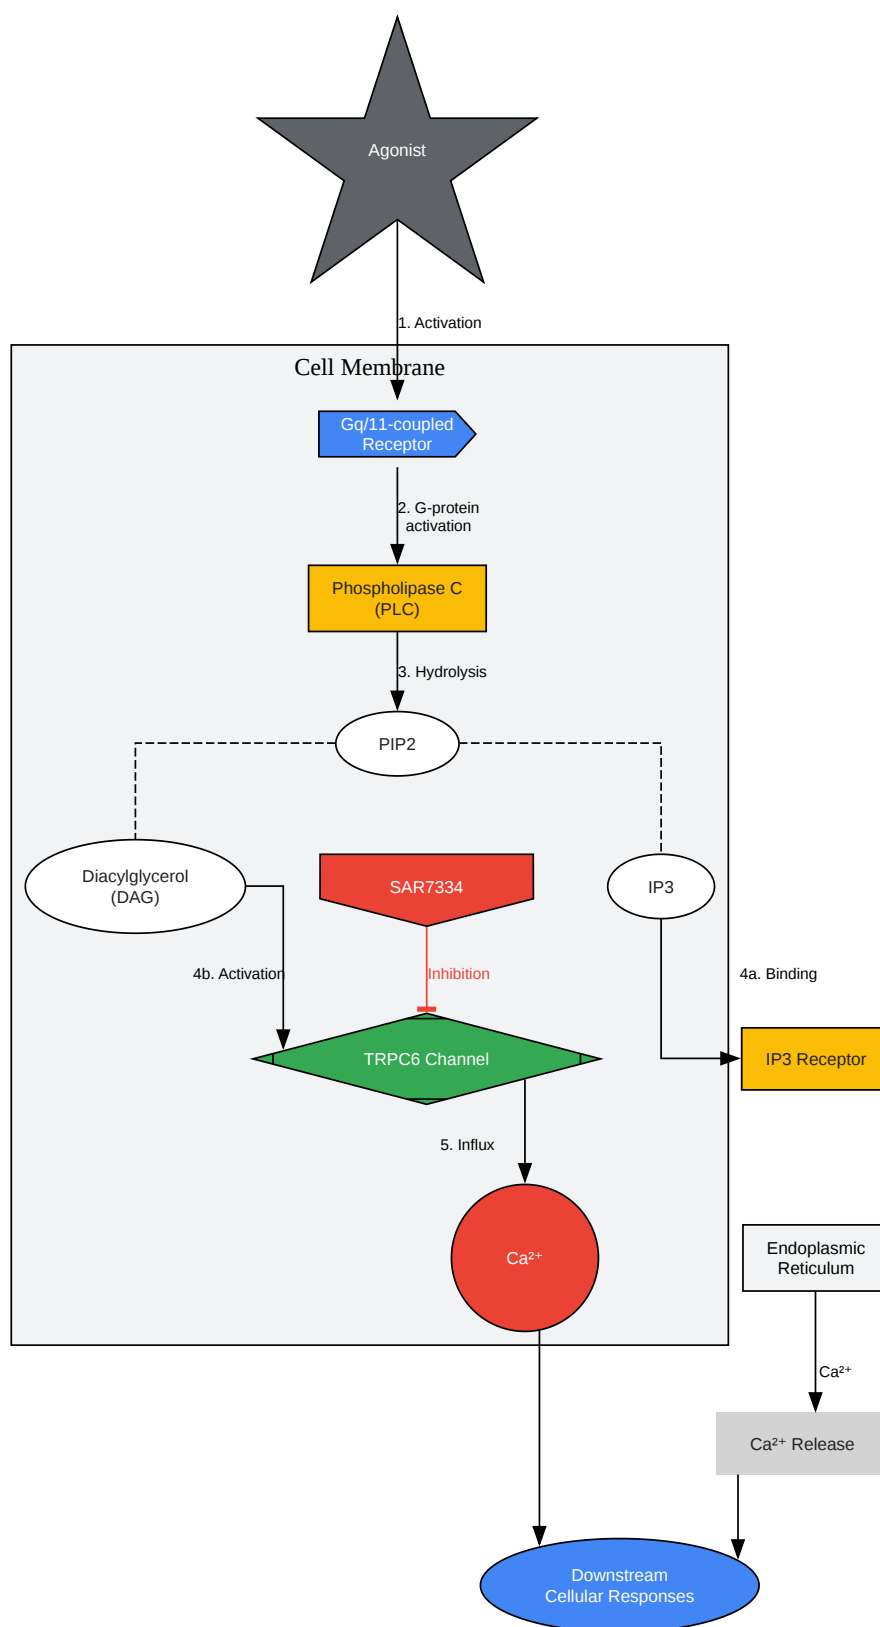 Agonist
1. Activation
Cell Membrane
Gq/11-coupled
Receptor
2. G-protein
activation
Phospholipase C
(PLC)
3. Hydrolysis
PIP2
Diacylglycerol
(DAG)
SAR7334
IP3
4b. Activation
Inhibition
4a. Binding
TRPC6 Channel
IP3 Receptor
5. Influx
Ca²⁺
Endoplasmic
Reticulum
Ca²⁺
Ca²⁺ Release
Downstream
Cellular Responses